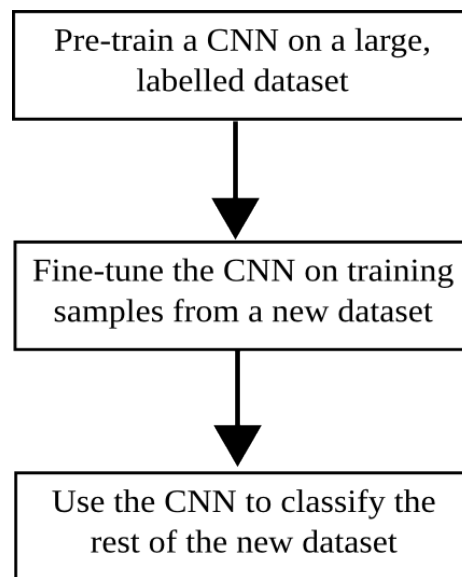 Pre-train a CNN on a large,
labelled dataset
Fine-tune the CNN on training
samples from a new dataset
Use the CNN to classify the
rest of the new dataset